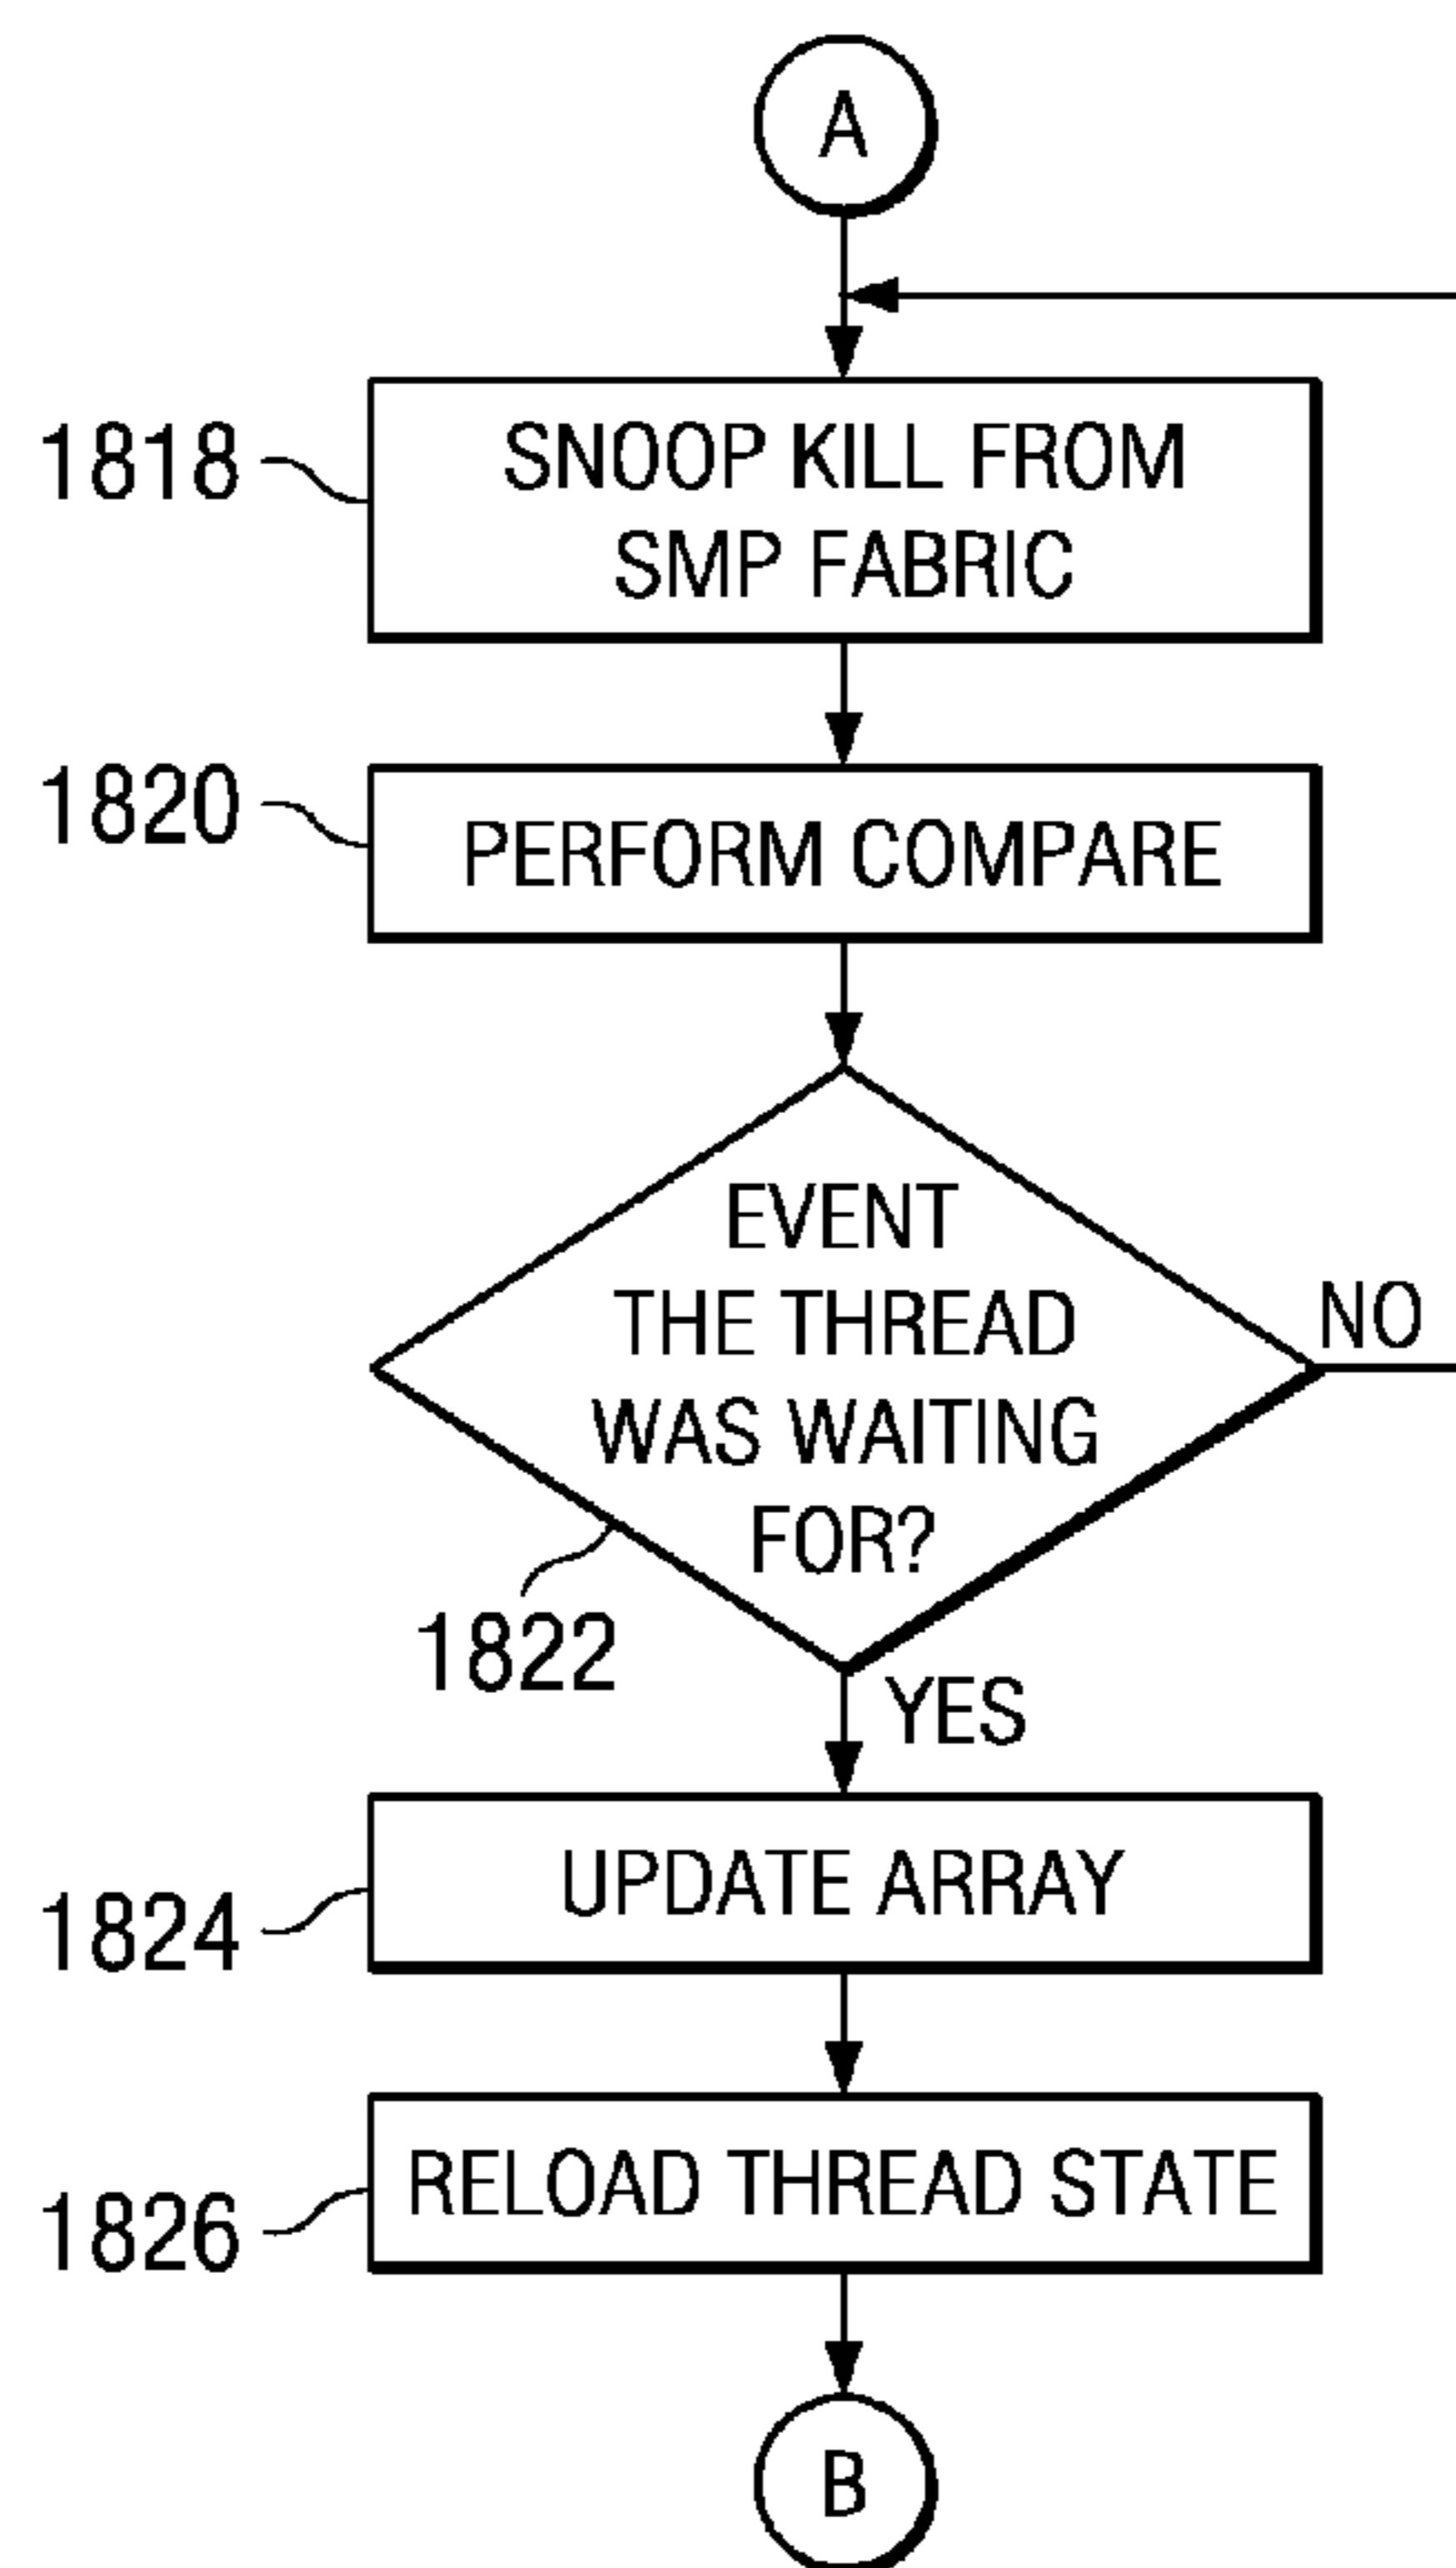 A
1818
SNOOP KILL FROM
SMP FABRIC
1820
PERFORM COMPARE
EVENT
THE THREAD
WAS WAITING
FOR?
NO
1822
YES
1824
UPDATE ARRAY
1826
RELOAD THREAD STATE
B